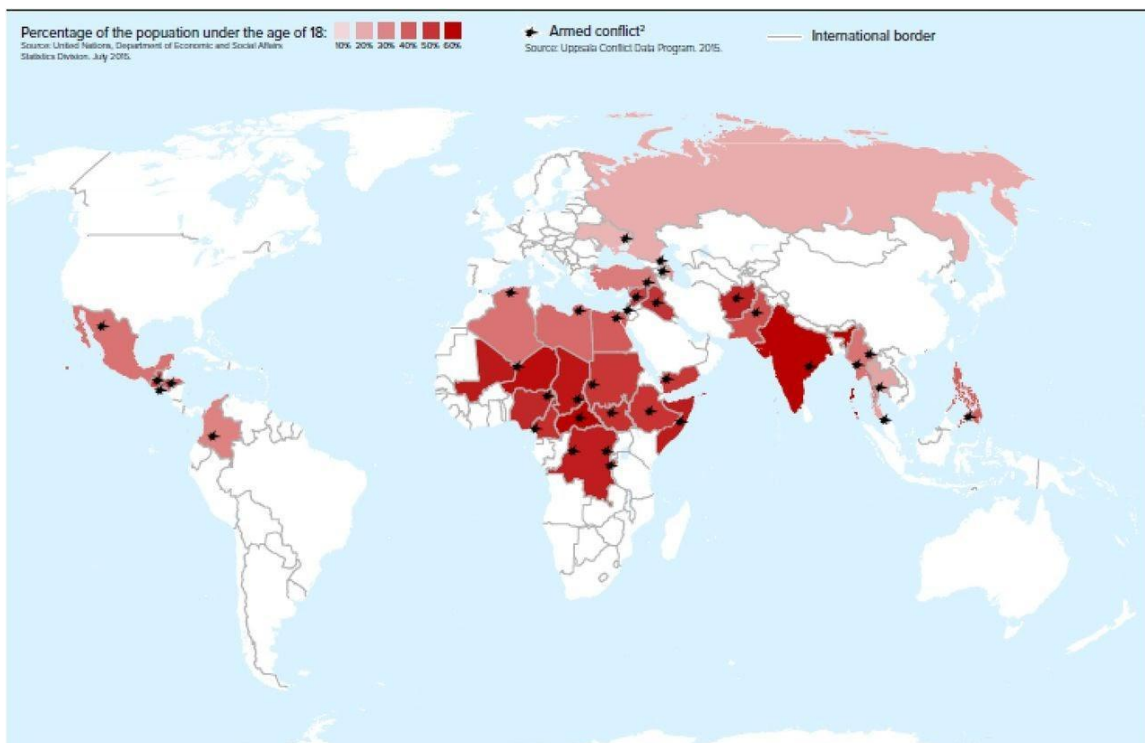 Percentage of the popuation under the age of 18:
Source: United Nations, Department of Economic and Social Affairs
Statistics Division. July 2015.
10% 20% 30% 40% 50% 60%
Armed conflict²
Source: Uppsala Conflict Data Program. 2015.
International border